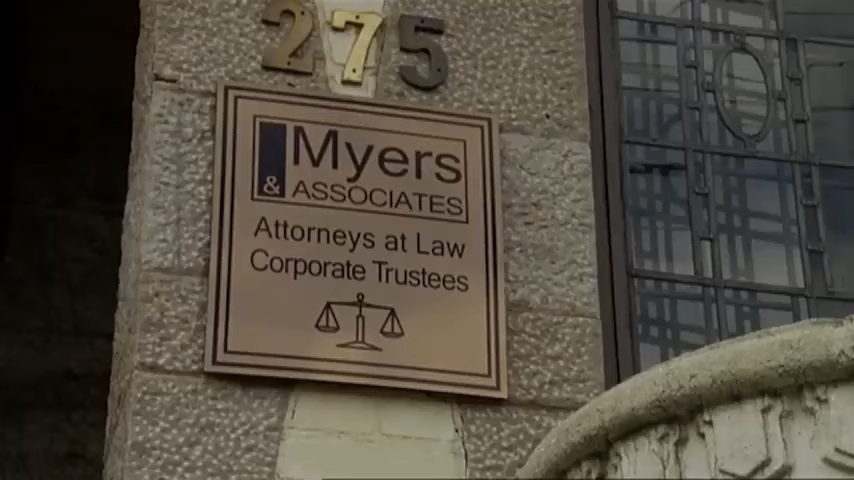 275
Myers
& ASSOCIATES
Attorneys at Law
Corporate Trustees